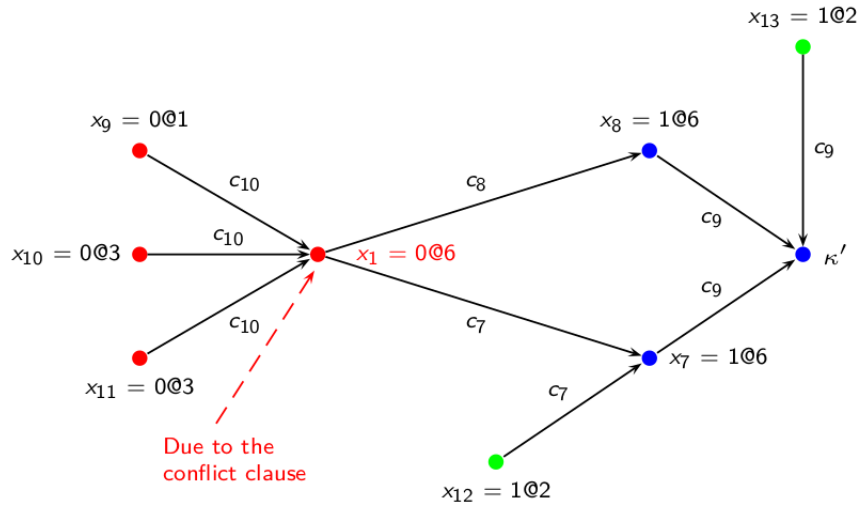 x₁₃ = 1@2
x₉ = 0@1
x₈ = 1@6
c₉
c₁₀
c₈
c₉
x₁₀ = 0@3
c₁₀
x₁ = 0@6
κ′
c₁₀
c₇
c₉
x₁₁ = 0@3
x₇ = 1@6
c₇
Due to the
conflict clause
x₁₂ = 1@2